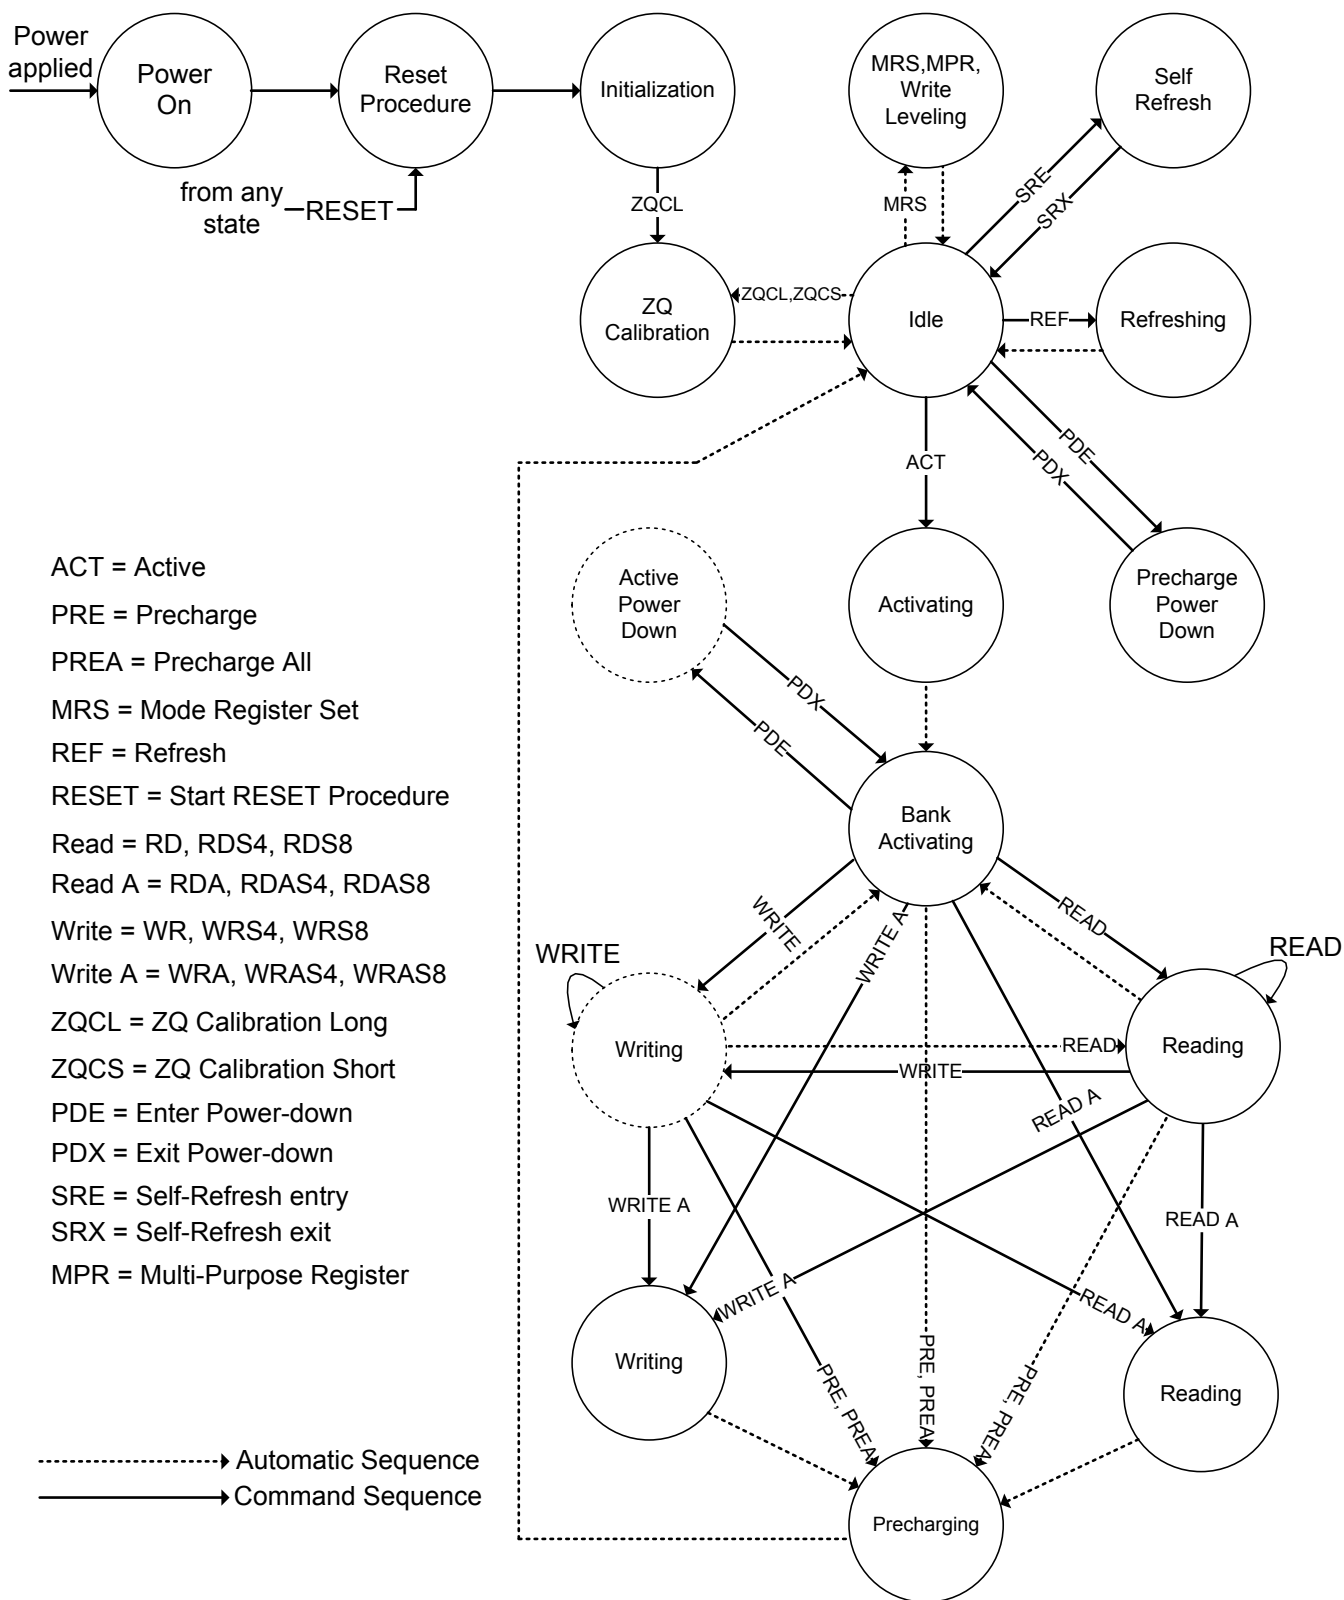 Power
applied
Power
On
Reset
Procedure
Initialization
MRS,MPR,
Write
Leveling
Self
Refresh
from any
state
RESET
ZQCL
MRS
SRE
SRX
ZQ
Calibration
ZQCL,ZQCS
Idle
REF
Refreshing
ACT
PDE
PDX
Active
Power
Down
Activating
Precharge
Power
Down
PDX
PDE
Bank
Activating
WRITE
WRITE A
READ
WRITE
READ
Writing
READ
Reading
WRITE
READ A
READ A
WRITE A
READ A
WRITE A
READ A
Writing
PRE, PREA
PRE, PREA
PRE, PREA
Reading
Precharging
ACT = Active
PRE = Precharge
PREA = Precharge All
MRS = Mode Register Set
REF = Refresh
RESET = Start RESET Procedure
Read = RD, RDS4, RDS8
Read A = RDA, RDAS4, RDAS8
Write = WR, WRS4, WRS8
Write A = WRA, WRAS4, WRAS8
ZQCL = ZQ Calibration Long
ZQCS = ZQ Calibration Short
PDE = Enter Power-down
PDX = Exit Power-down
SRE = Self-Refresh entry
SRX = Self-Refresh exit
MPR = Multi-Purpose Register
Automatic Sequence
Command Sequence